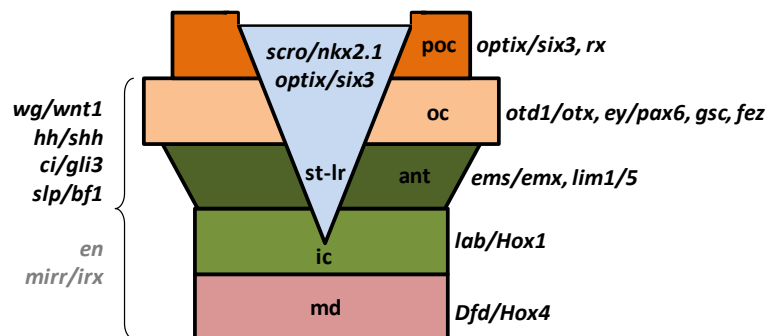 scro/nkx2.1
optix/six3
poc
optix/six3, rx
wg/wnt1
hh/shh
ci/gli3
slp/bf1
en
mirr/irx
oc
otd1/otx, ey/pax6, gsc, fez
st-lr
ant
ems/emx, lim1/5
ic
lab/Hox1
md
Dfd/Hox4